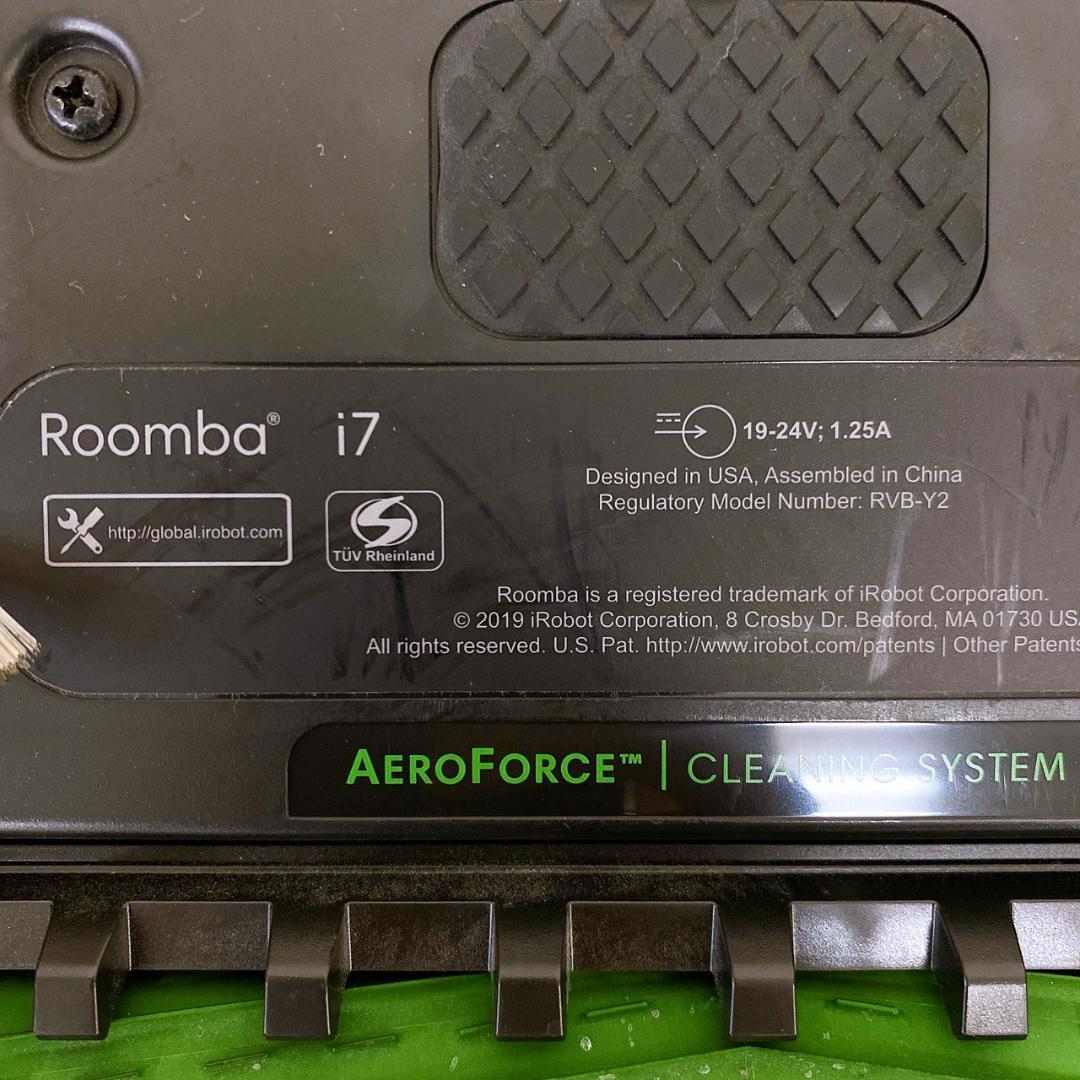 Roomba® i7
19-24V; 1.25A
Designed in USA, Assembled in China
Regulatory Model Number: RVB-Y2
http://global.irobot.com
TÜV Rheinland
Roomba is a registered trademark of iRobot Corporation.
© 2019 iRobot Corporation, 8 Crosby Dr. Bedford, MA 01730
All rights reserved. U.S. Pat. http://www.irobot.com/patents | Other Patents
AEROFORCE™ | CLEANING SYSTEM